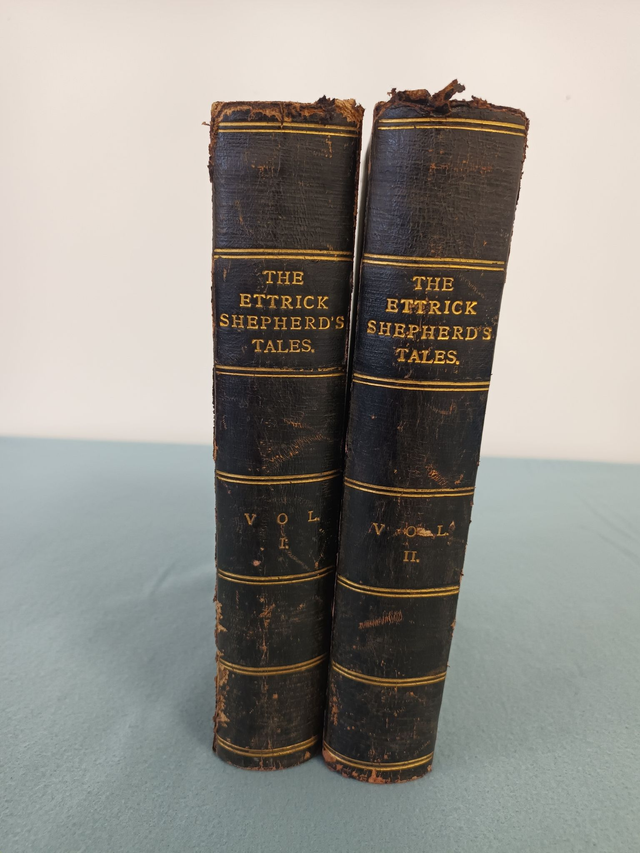 THE
ETTRICK
SHEPHERD'S
TALES.
VOL.
I.
THE
ETTRICK
SHEPHERD'S
TALES.
VOL.
II.